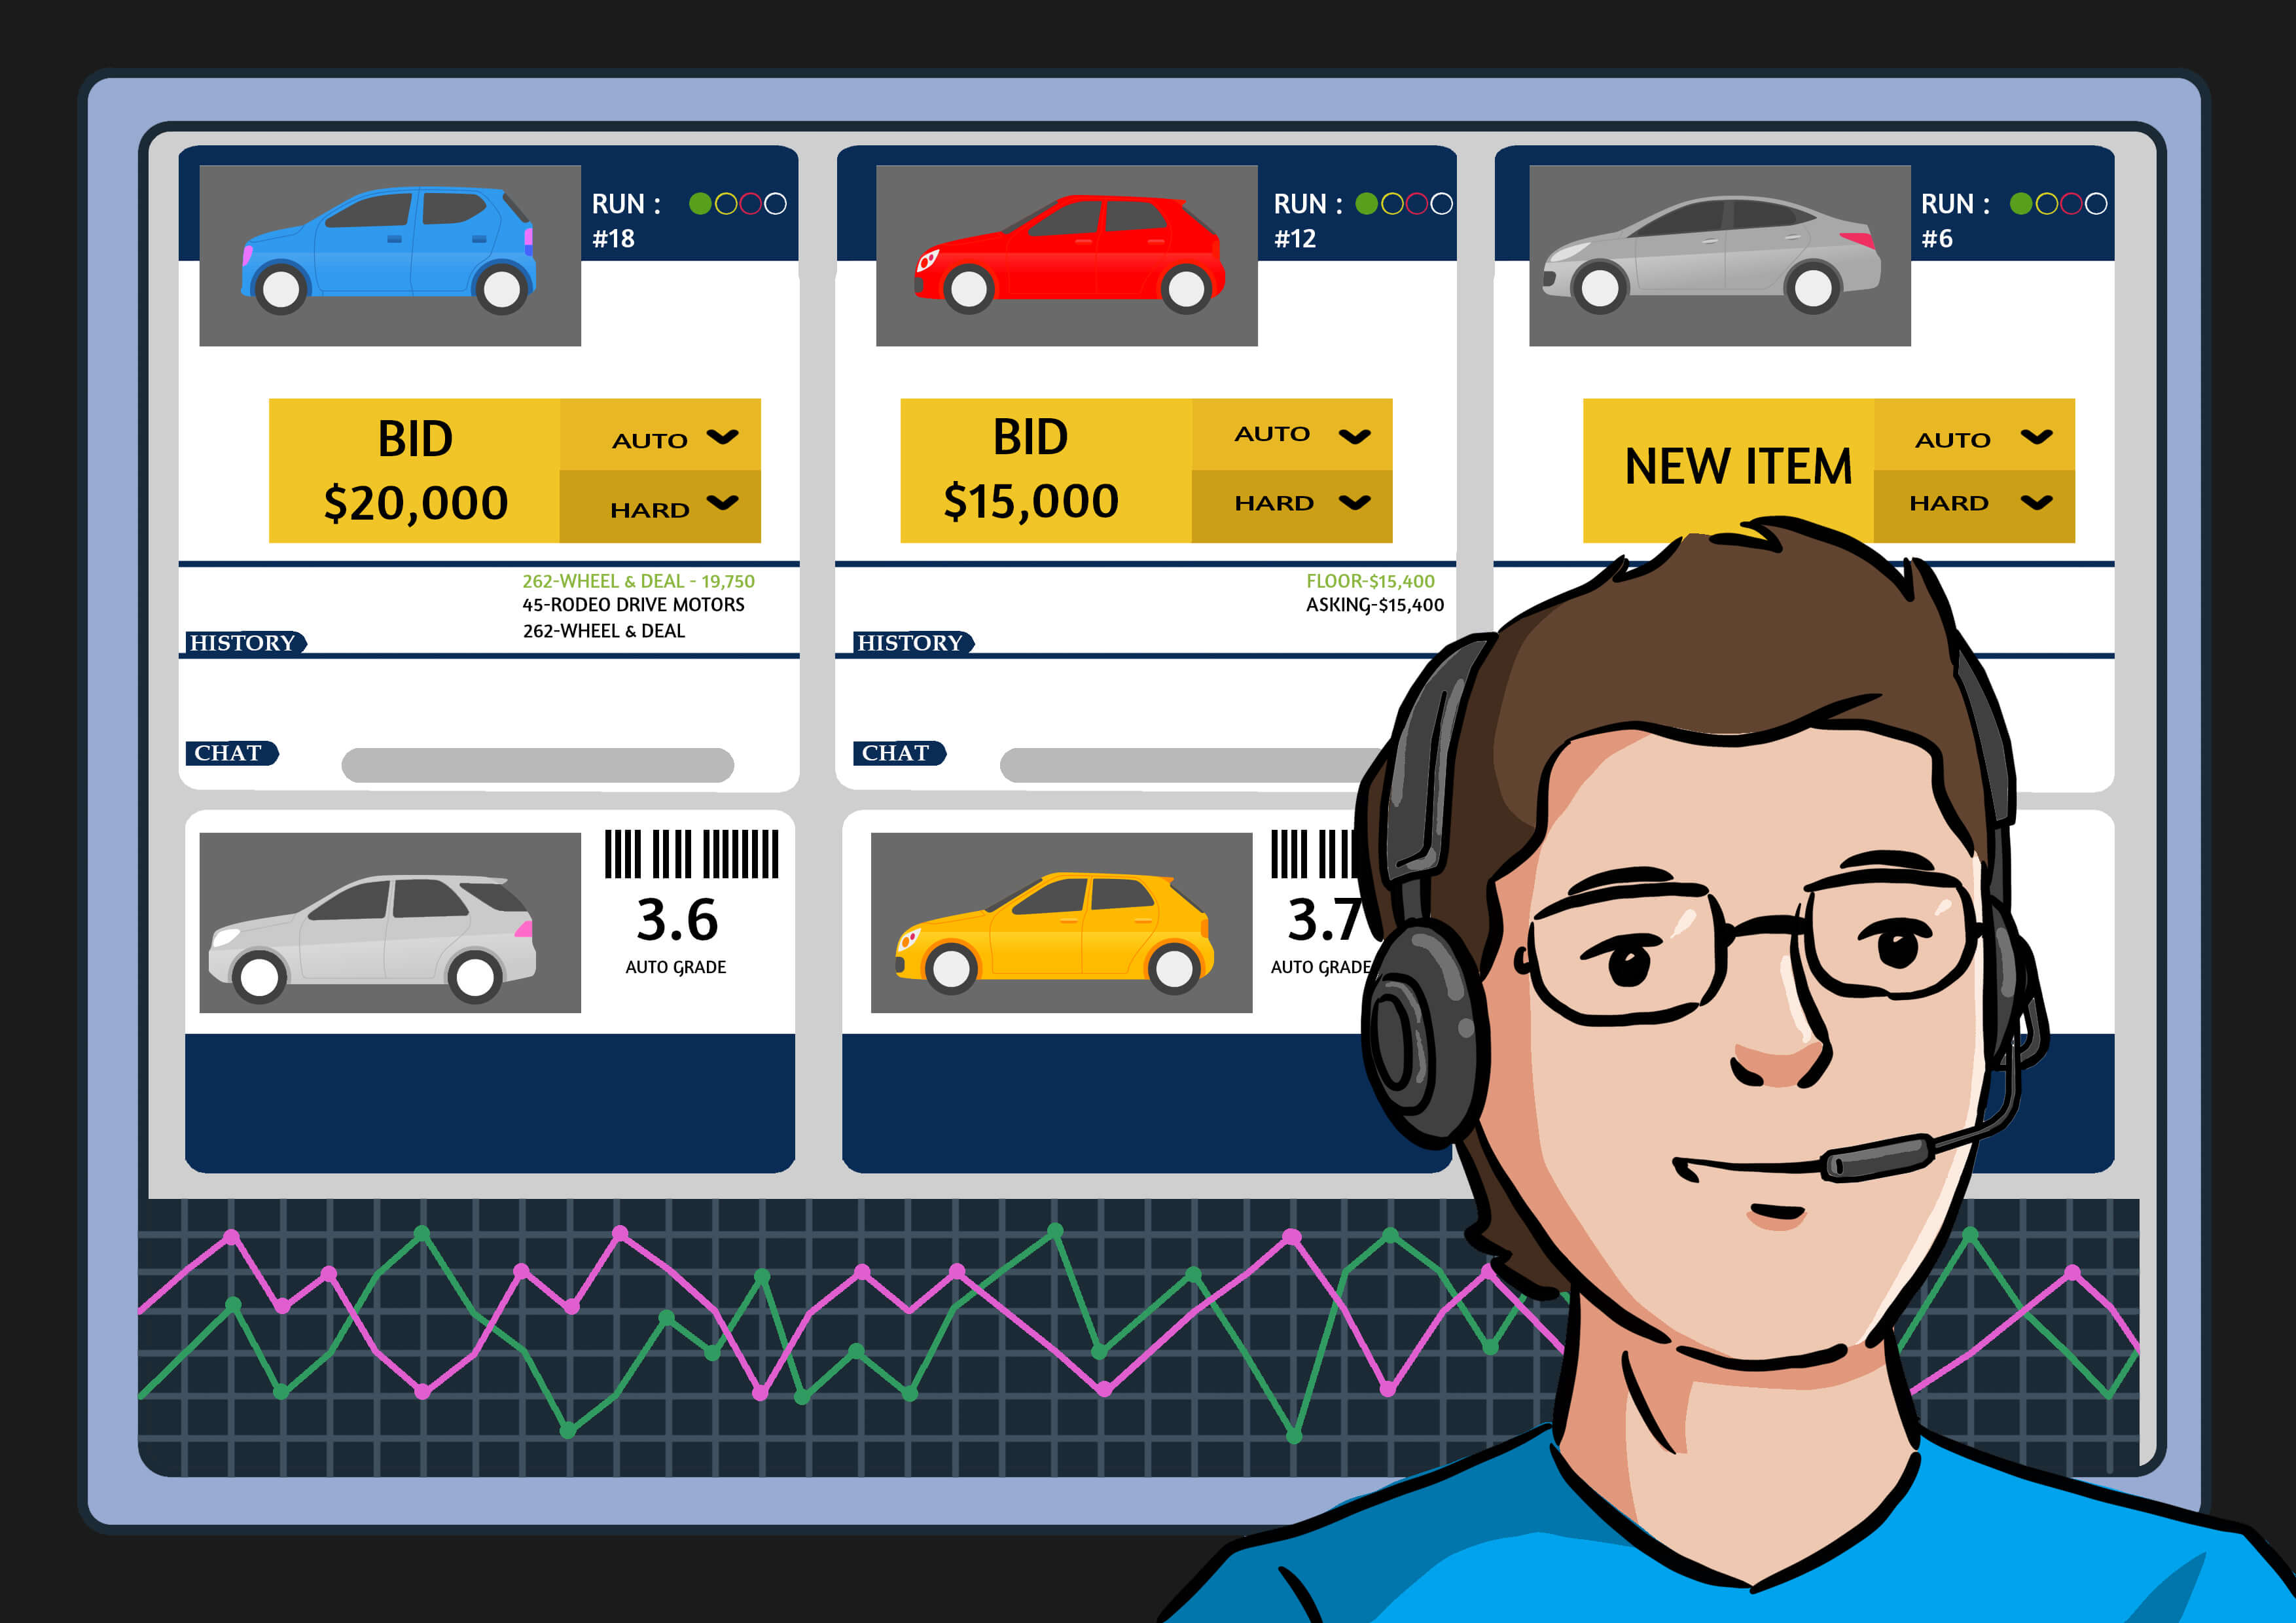 RUN :
#18
BID
$20,000
AUTO
HARD
262-WHEEL & DEAL - 19,750
45-RODEO DRIVE MOTORS
262-WHEEL & DEAL
HISTORY
CHAT
RUN :
#12
BID
$15,000
AUTO
HARD
FLOOR-$15,400
ASKING-$15,400
HISTORY
CHAT
RUN :
#6
NEW ITEM
AUTO
HARD
3.6
AUTO GRADE
3.7
AUTO GRADE